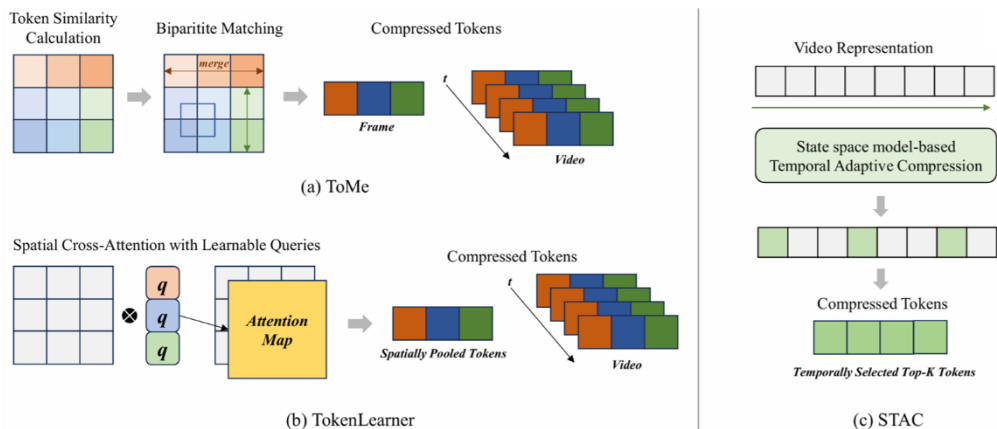 Token Similarity
Calculation
Bipartitite Matching
Compressed Tokens
merge
t
Frame
Video
(a) ToMe
Spatial Cross-Attention with Learnable Queries
Compressed Tokens
q
q
q
Attention
Map
t
Spatially Pooled Tokens
Video
(b) TokenLearner
Video Representation
State space model-based
Temporal Adaptive Compression
Compressed Tokens
Temporally Selected Top-K Tokens
(c) STAC